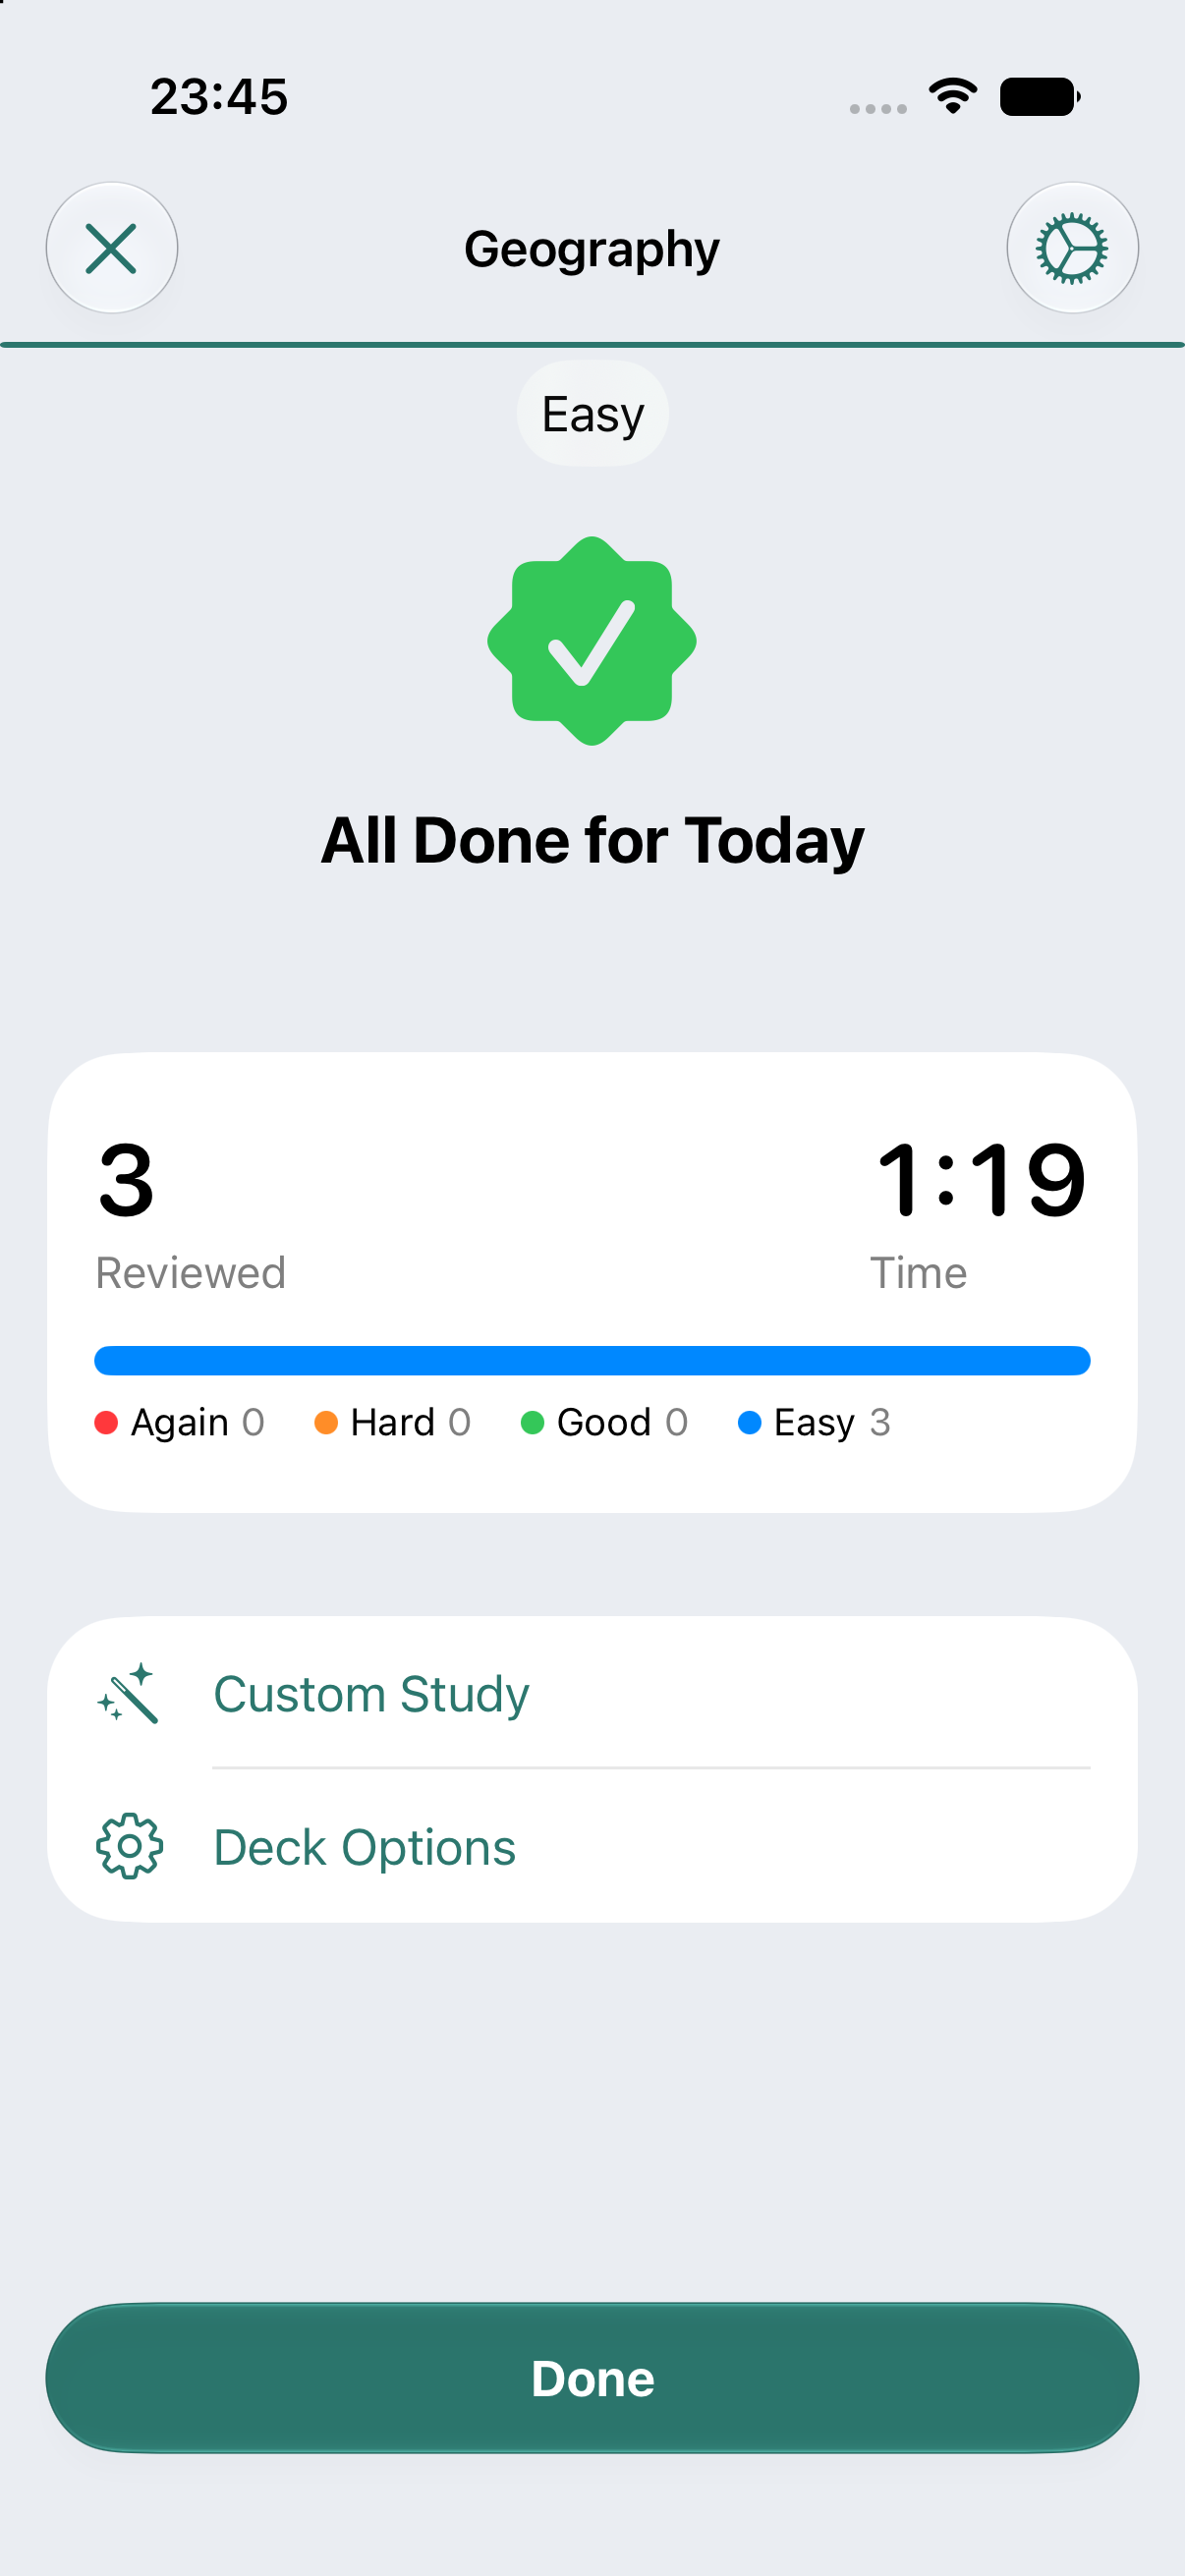 23:45
Geography
Easy
All Done for Today
3 1:19
Reviewed Time
Again 0 Hard 0 Good 0 Easy 3
Custom Study
Deck Options
Done